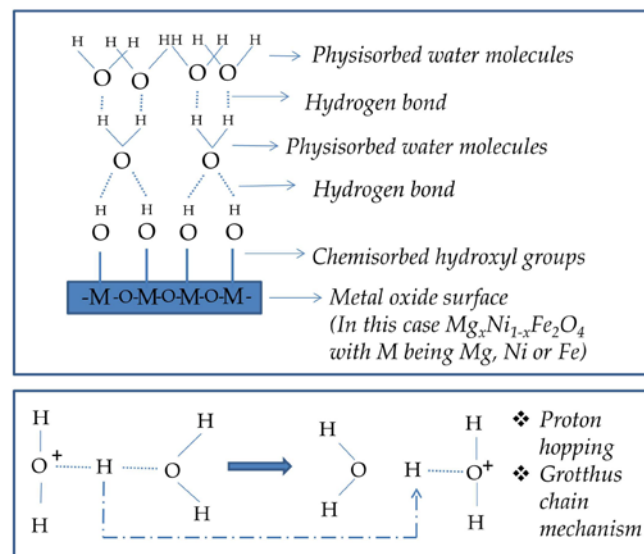 H H H HH H H H
O O O O
Physisorbed water molecules
Hydrogen bond
H H H H
O O
Physisorbed water molecules
Hydrogen bond
H H H H
O O O O
Chemisorbed hydroxyl groups
-M-O-M-O-M-O-M-
Metal oxide surface
(In this case MgₓNi₁₋ₓFe₂O₄
with M being Mg, Ni or Fe)
H H H H
O⁺ H O O H O⁺
H H H H
❖ Proton
hopping
❖ Grotthus
chain
mechanism